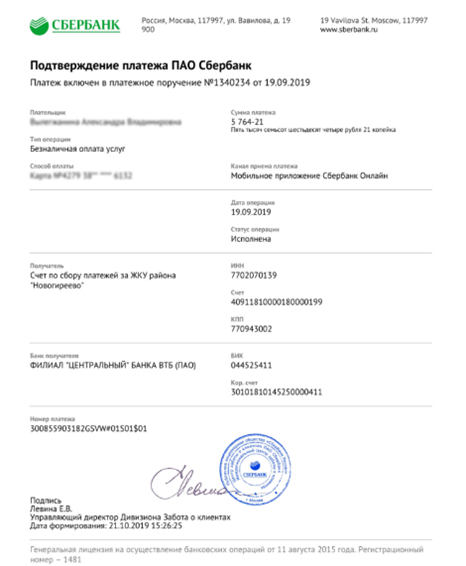 СБЕРБАНК
Россия, Москва, 117997, ул. Вавилова, д. 19
900
19 Vavilova St. Moscow, 117997
www.sberbank.ru
Подтверждение платежа ПАО Сбербанк
Платеж включен в платежное поручение №1340234 от 19.09.2019
Плательщик
Сумма платежа
5 764-21
Пять тысяч семьсот шестьдесят четыре рубля 21 копейка
Тип операции
Безналичная оплата услуг
Способ оплаты
Канал приема платежа
Мобильное приложение Сбербанк Онлайн
Дата операции
19.09.2019
Статус операции
Исполнена
Получатель
Счет по сбору платежей за ЖКУ района
"Новогиреево"
ИНН
7702070139
Счет
40911810000180000199
КПП
770943002
Банк получателя
ФИЛИАЛ "ЦЕНТРАЛЬНЫЙ" БАНКА ВТБ (ПАО)
БИК
044525411
Кор. счет
30101810145250000411
Номер платежа
300855903182GSVW#01S01$01
Подпись
Левина Е.В.
Управляющий директор Дивизиона Забота о клиентах
Дата формирования: 21.10.2019 15:26:25
Генеральная лицензия на осуществление банковских операций от 11 августа 2015 года. Регистрационный
номер – 1481